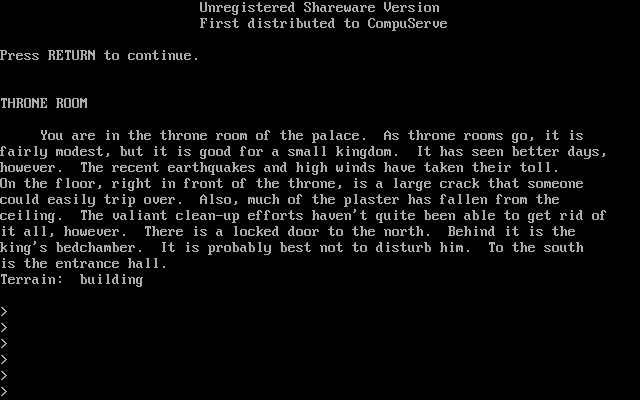 Unregistered Shareware Version
First distributed to CompuServe
Press RETURN to continue.
THRONE ROOM
You are in the throne room of the palace.  As throne rooms go, it is
fairly modest, but it is good for a small kingdom.  It has seen better days,
however.  The recent earthquakes and high winds have taken their toll.
On the floor, right in front of the throne, is a large crack that someone
could easily trip over.  Also, much of the plaster has fallen from the
ceiling.  The valiant clean-up efforts haven't quite been able to get rid of
it all, however.  There is a locked door to the north.  Behind it is the
king's bedchamber.  It is probably best not to disturb him.  To the south
is the entrance hall.
Terrain:  building
>
>
>
>
>
>